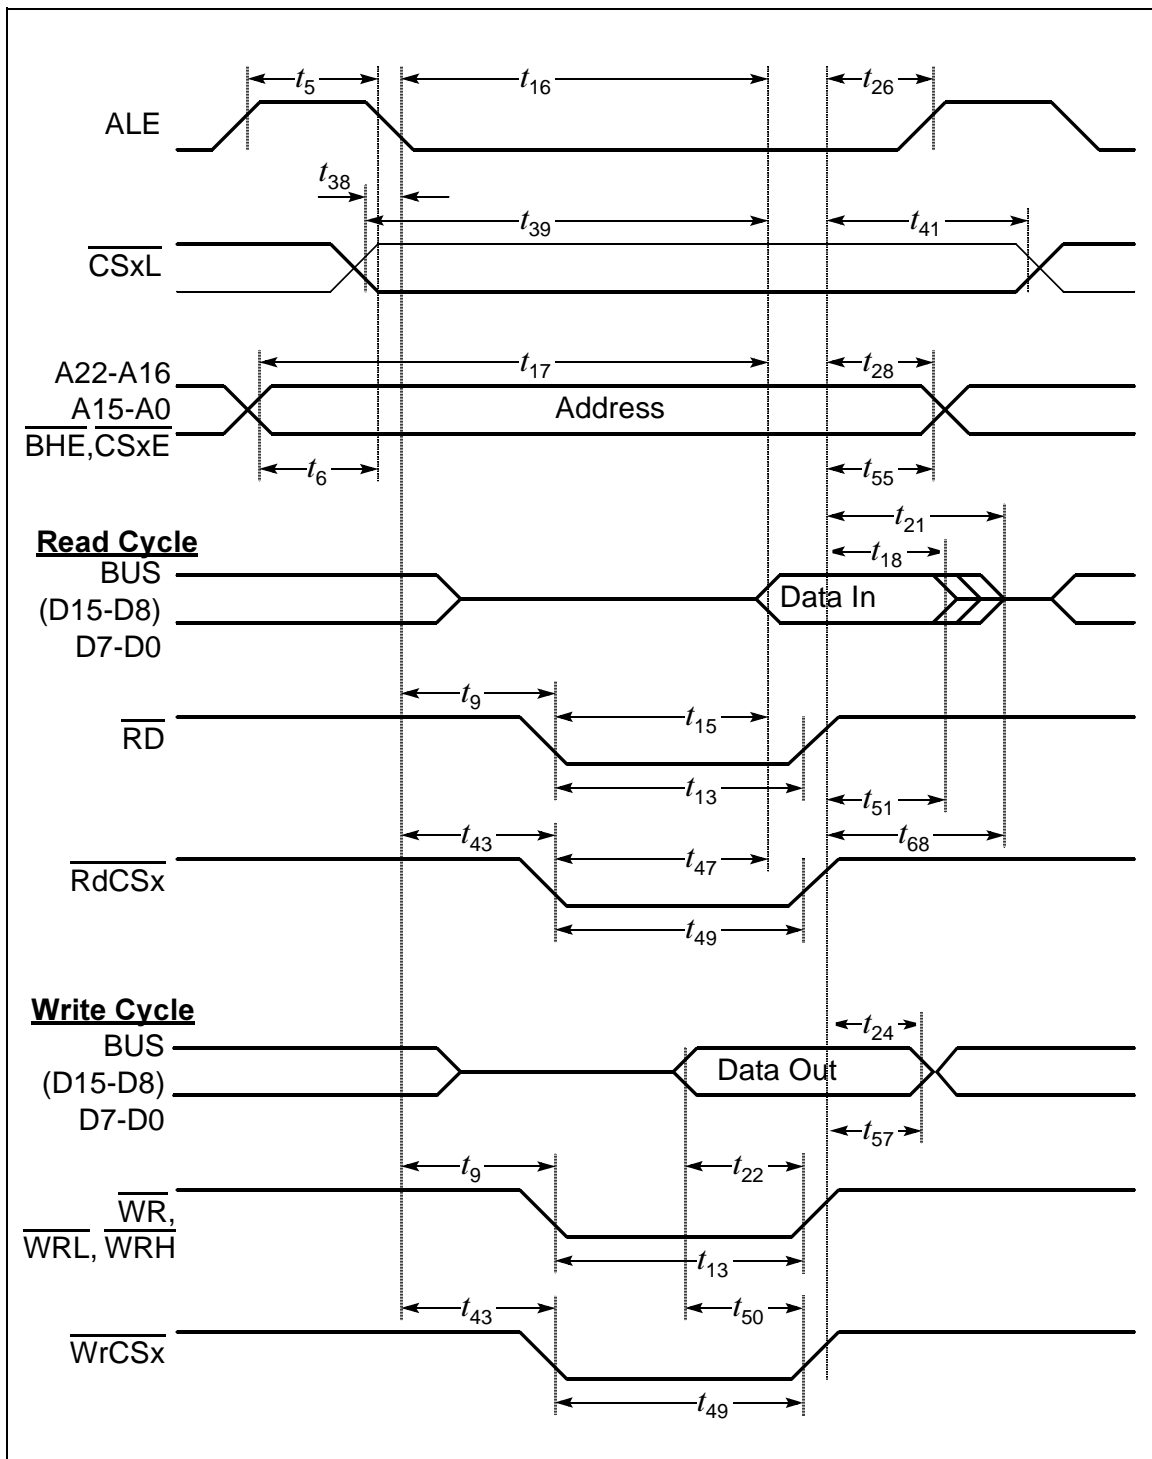 t5 t16 t26
ALE
t38
t39 t41
CSxL
t17 t28
A22-A16
A15-A0 Address
BHE,CSxE
t6 t55
t21
Read Cycle
t18
BUS
Data In
(D15-D8)
D7-D0
t9
t15
RD
t13 t51
t43 t68
t47
RdCSx
t49
Write Cycle
t24
BUS
Data Out
(D15-D8)
D7-D0
t57
t9 t22
WR,
WRL, WRH
t13
t43 t50
WrCSx
t49